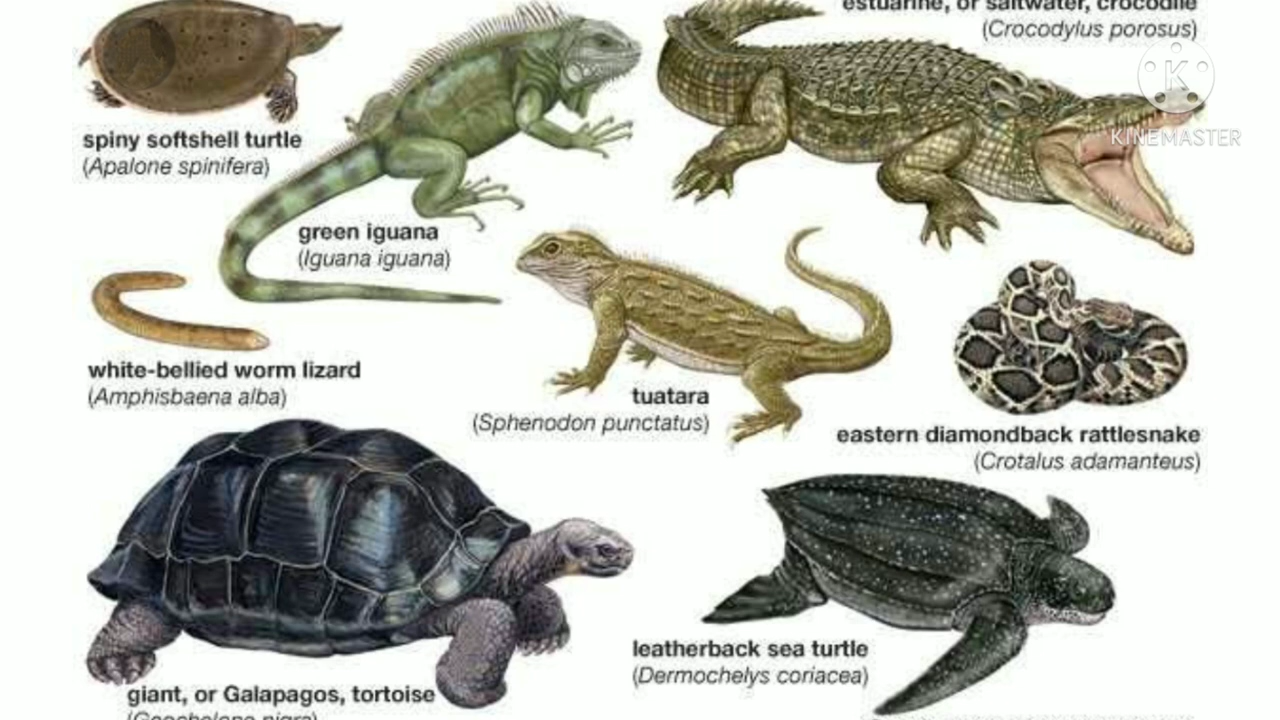 estuarine, or saltwater, crocodile
(Crocodylus porosus)
K
KINEMASTER
spiny softshell turtle
(Apalone spinifera)
green iguana
(Iguana iguana)
white-bellied worm lizard
(Amphisbaena alba)
tuatara
(Sphenodon punctatus)
eastern diamondback rattlesnake
(Crotalus adamanteus)
leatherback sea turtle
(Dermochelys coriacea)
giant, or Galapagos, tortoise
(Geochelone nigra)